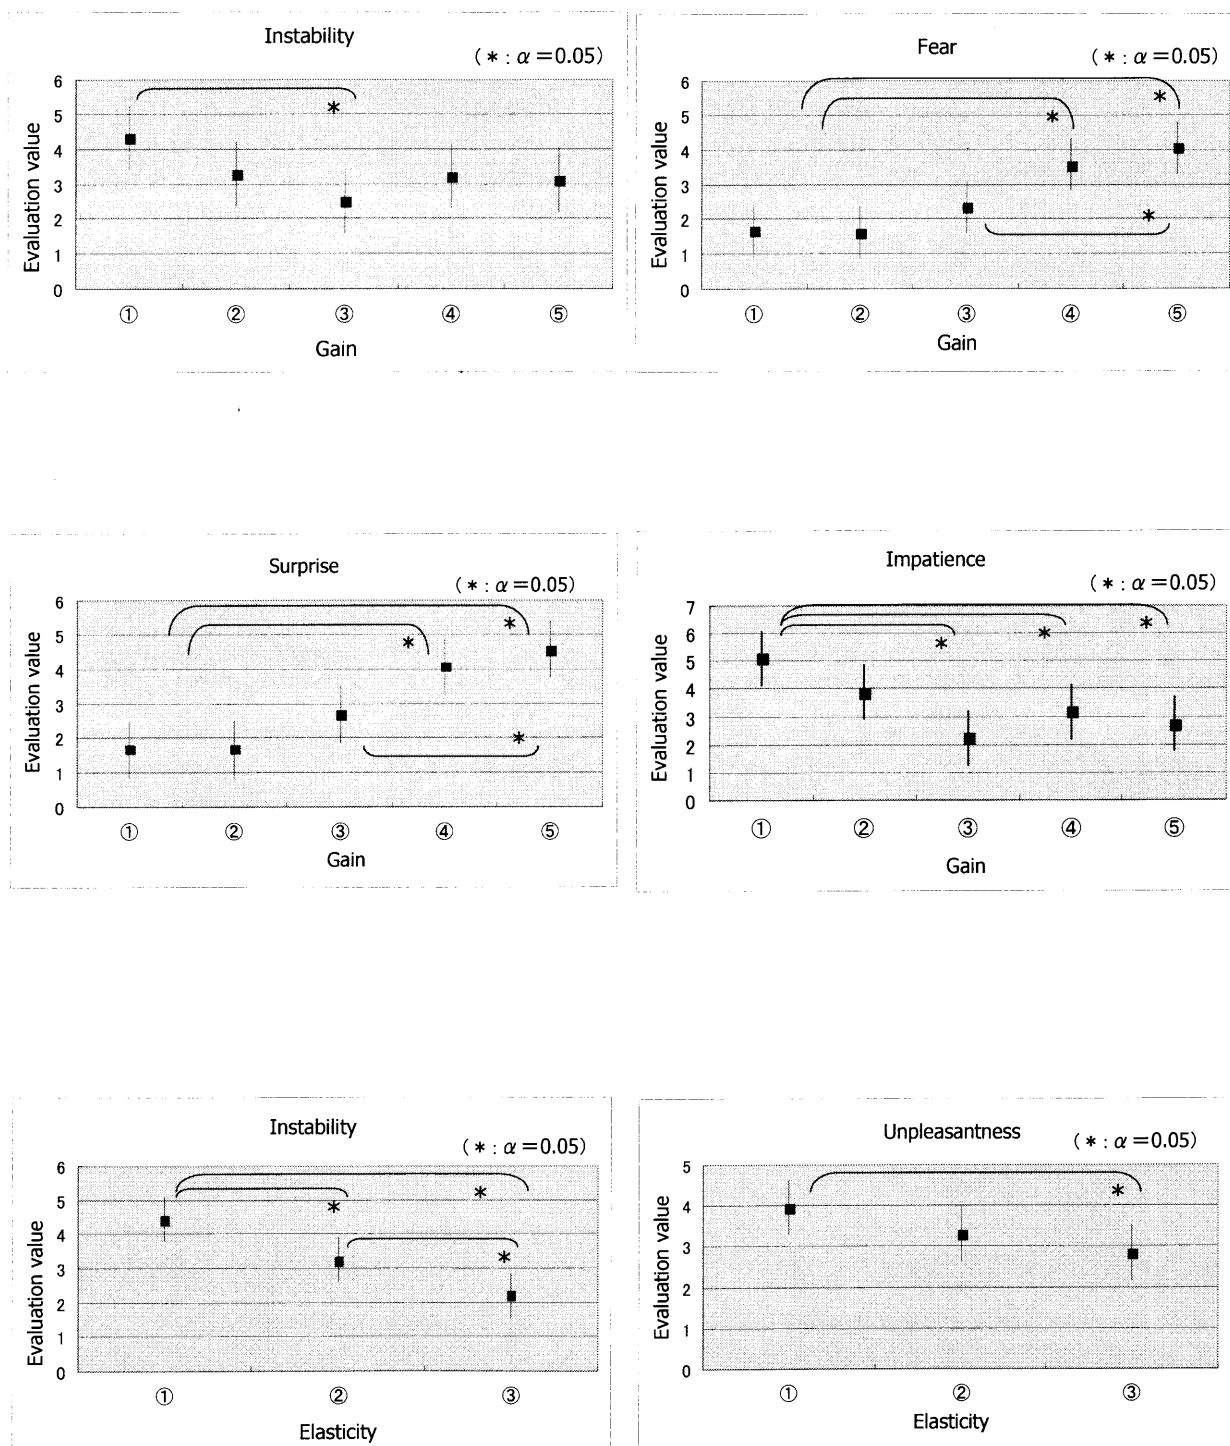 Instability
(*: α=0.05)
Evaluation value
6
5
4
3
2
1
0
① ② ③ ④ ⑤
Gain
*
Fear
(*: α=0.05)
Evaluation value
6
5
4
3
2
1
0
① ② ③ ④ ⑤
Gain
*
*
*
Surprise
(*: α=0.05)
Evaluation value
6
5
4
3
2
1
0
① ② ③ ④ ⑤
Gain
*
*
*
Impatience
(*: α=0.05)
Evaluation value
7
6
5
4
3
2
1
0
① ② ③ ④ ⑤
Gain
*
*
*
Instability
(*: α=0.05)
Evaluation value
6
5
4
3
2
1
0
① ② ③
Elasticity
*
*
*
Unpleasantness
(*: α=0.05)
Evaluation value
5
4
3
2
1
0
① ② ③
Elasticity
*